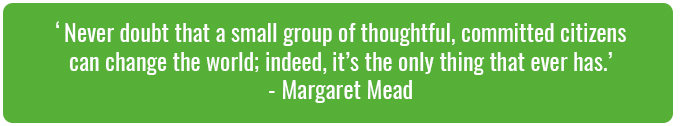 ‘ Never doubt that a small group of thoughtful, committed citizens
can change the world; indeed, it’s the only thing that ever has.’
- Margaret Mead